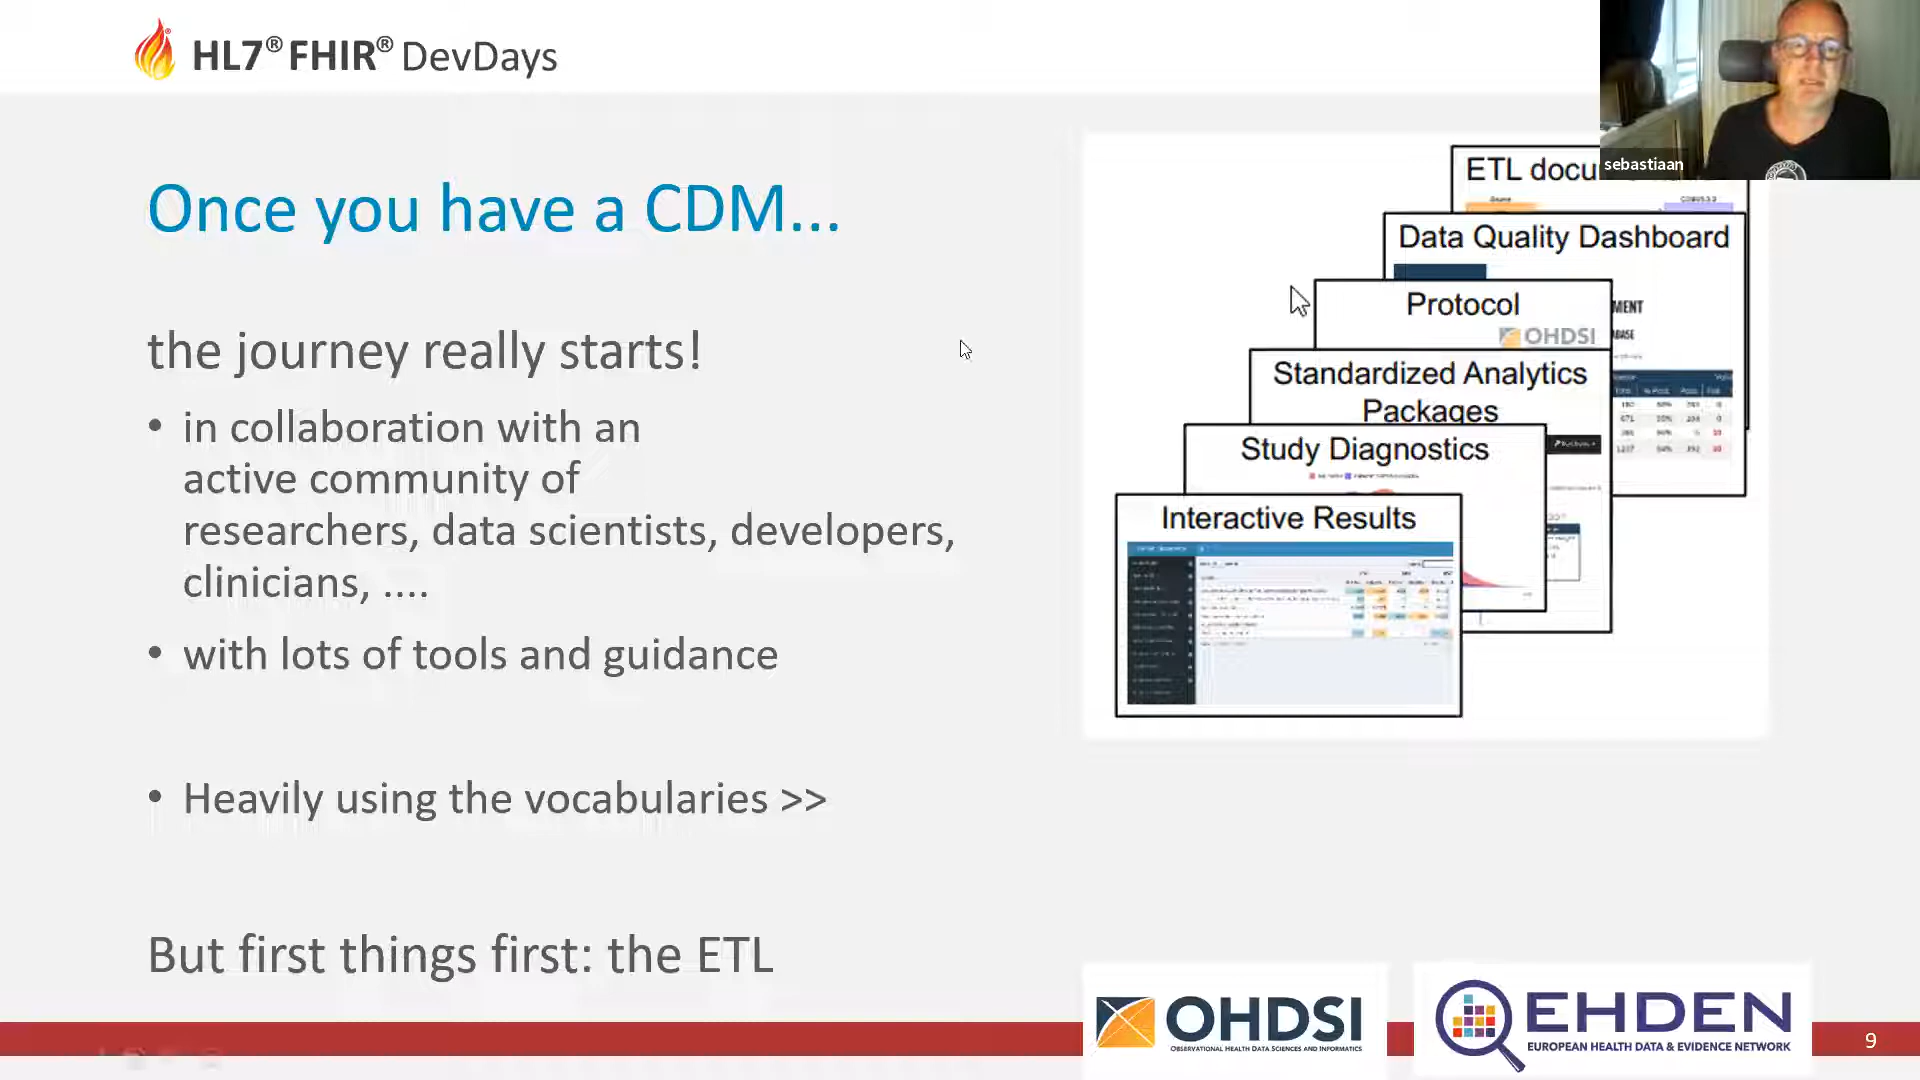 HL7® FHIR® DevDays
sebastiaan
Once you have a CDM...
the journey really starts!
• in collaboration with an
active community of
researchers, data scientists, developers,
clinicians, ....
• with lots of tools and guidance
• Heavily using the vocabularies >>
But first things first: the ETL
ETL docu
Data Quality Dashboard
Protocol
OHDSI
Standardized Analytics
Packages
Study Diagnostics
Interactive Results
OHDSI
OBSERVATIONAL HEALTH DATA SCIENCES AND INFORMATICS
EHDEN
EUROPEAN HEALTH DATA & EVIDENCE NETWORK
9